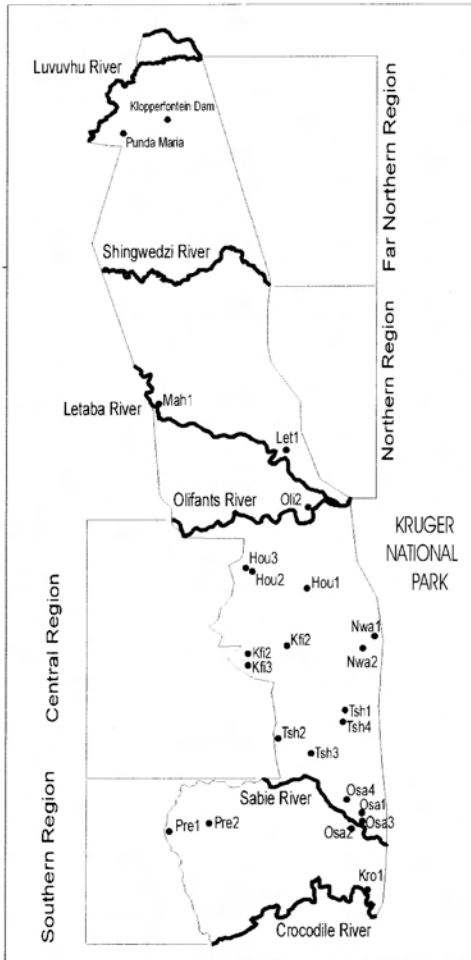 Luvuvhu River
Klopperfontein Dam
Punda Maria
Far Northern Region
Shingwedzi River
Northern Region
Mah1
Letaba River
Let1
Olifants River
Oli2
KRUGER
NATIONAL
PARK
Central Region
Hou3
Hou2
Hou1
Nwa1
Kfi2
Nwa2
Kfi2
Kfi3
Tsh1
Tsh4
Tsh2
Tsh3
Southern Region
Sabie River
Osa4
Osa1
Osa3
Osa2
Pre2
Pre1
Kro1
Crocodile River